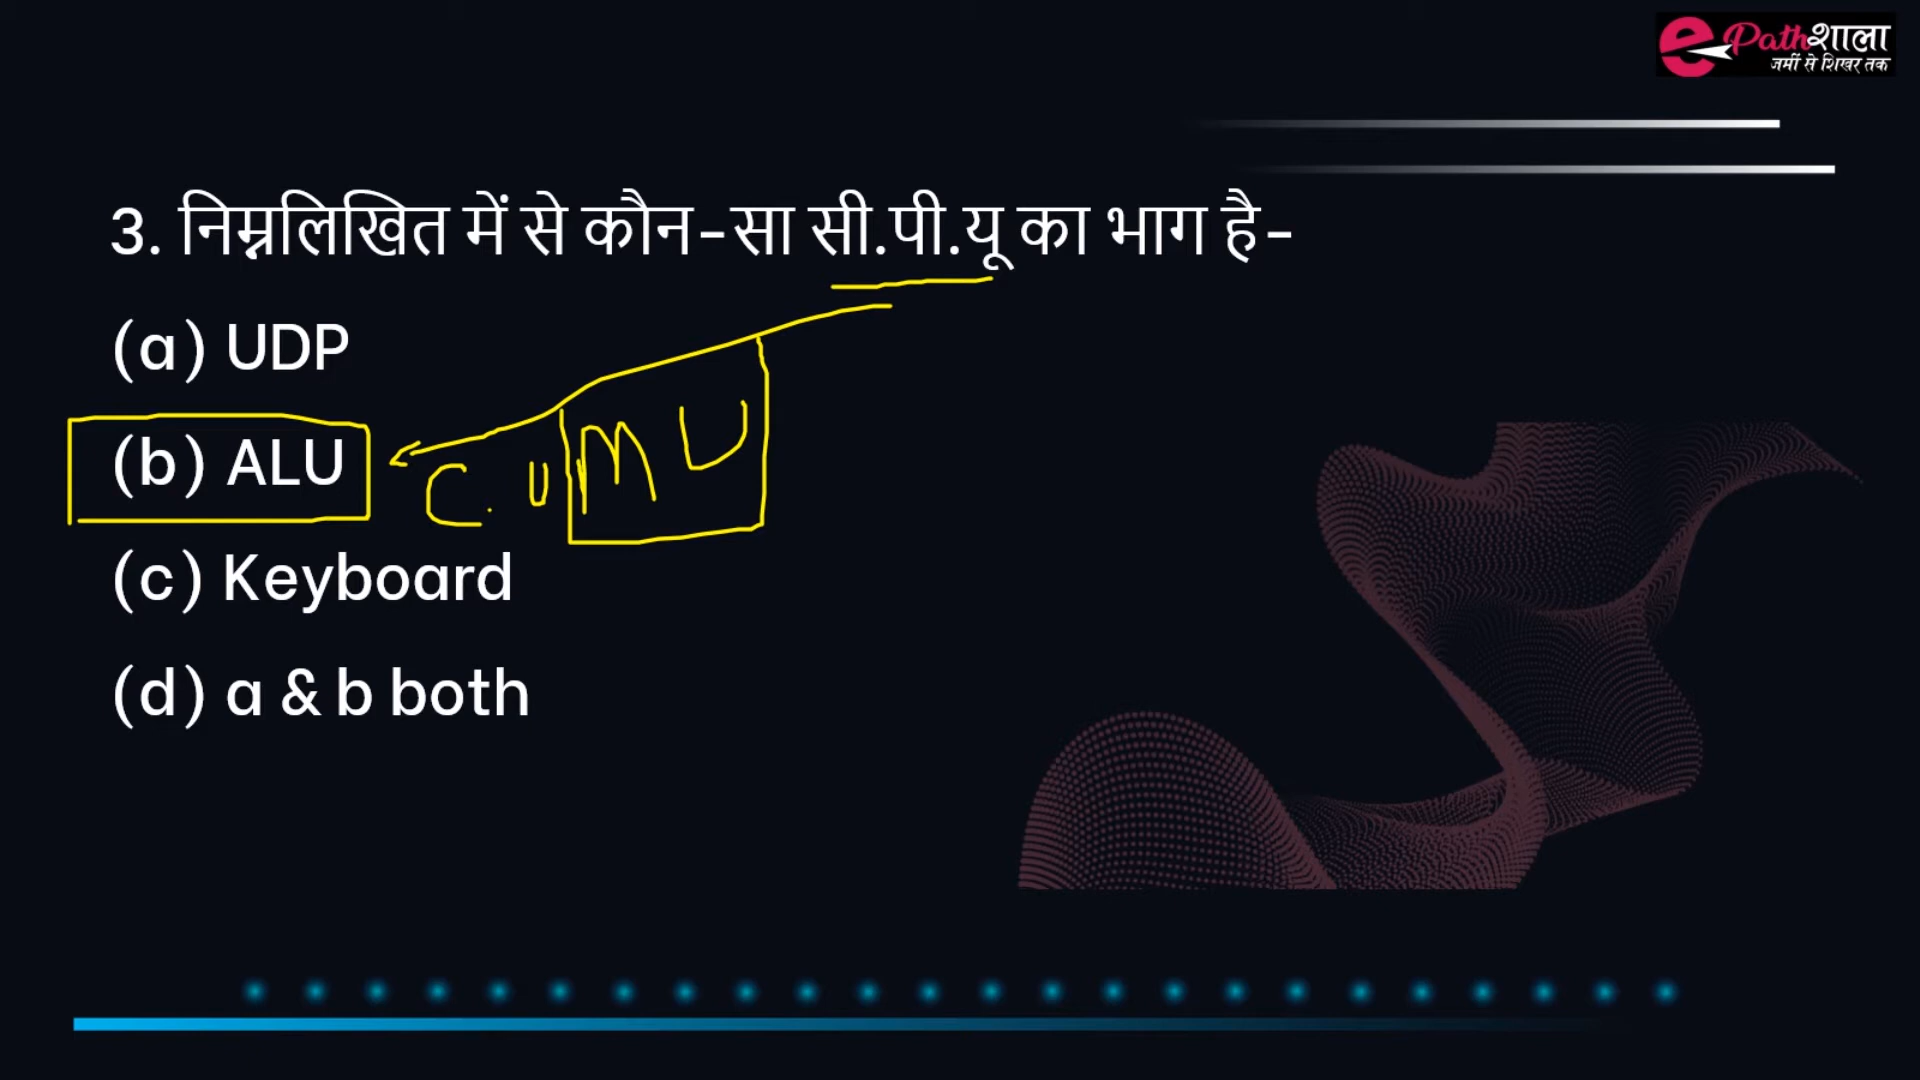 ePathशाला
जमीं से शिखर तक
3. निम्नलिखित में से कौन-सा सी.पी.यू का भाग है-
(a) UDP
(b) ALU
C. U MU
(c) Keyboard
(d) a & b both